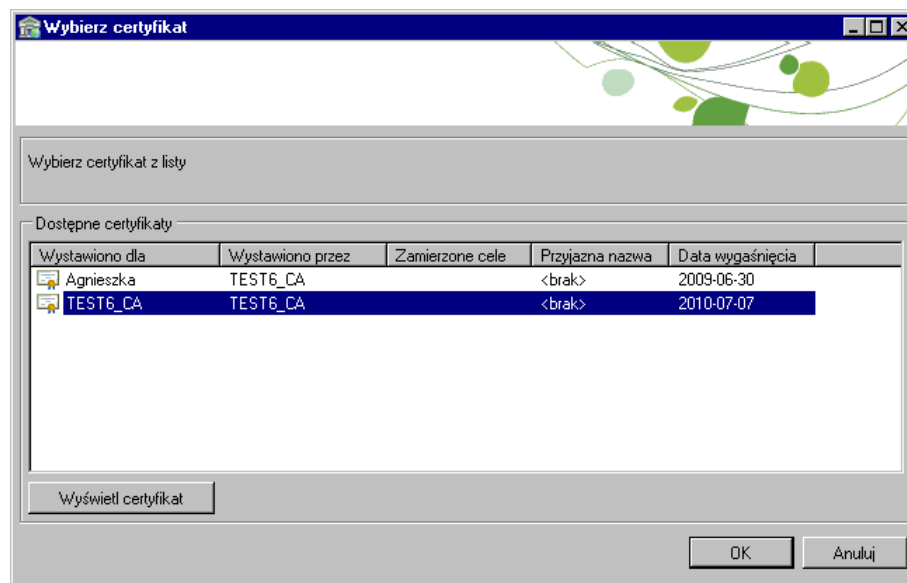 Wybierz certyfikat
Wybierz certyfikat z listy
Dostępne certyfikaty
Wystawiono dla Wystawiono przez Zamierzone cele Przyjazna nazwa Data wygaśnięcia
Agnieszka TEST6_CA <brak> 2009-06-30
TEST6_CA TEST6_CA <brak> 2010-07-07
Wyświetl certyfikat
OK Anuluj